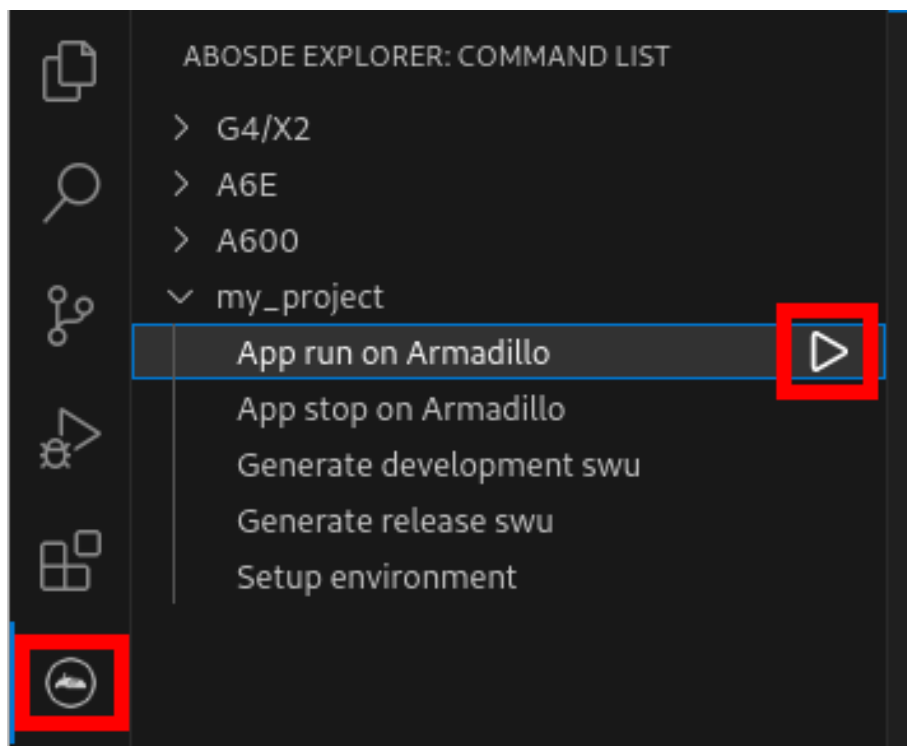 ABOSDE EXPLORER: COMMAND LIST
G4/X2
A6E
A600
my_project
App run on Armadillo
App stop on Armadillo
Generate development swu
Generate release swu
Setup environment